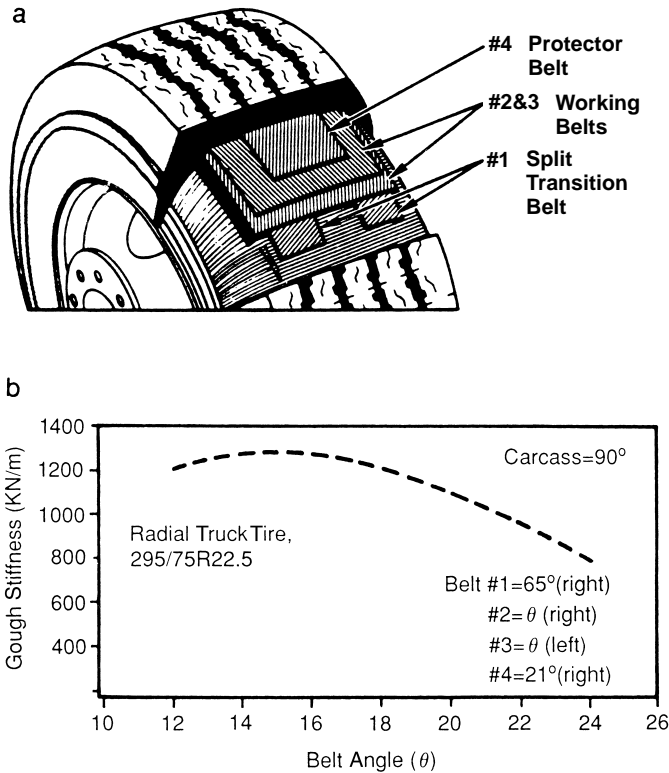 a
#4 Protector
Belt
#2&3 Working
Belts
#1 Split
Transition
Belt
b
Gough Stiffness (KN/m)
1400
1200
1000
800
600
400
Carcass=90°
Radial Truck Tire,
295/75R22.5
Belt #1=65°(right)
#2=θ (right)
#3=θ (left)
#4=21°(right)
10 12 14 16 18 20 22 24 26
Belt Angle (θ)